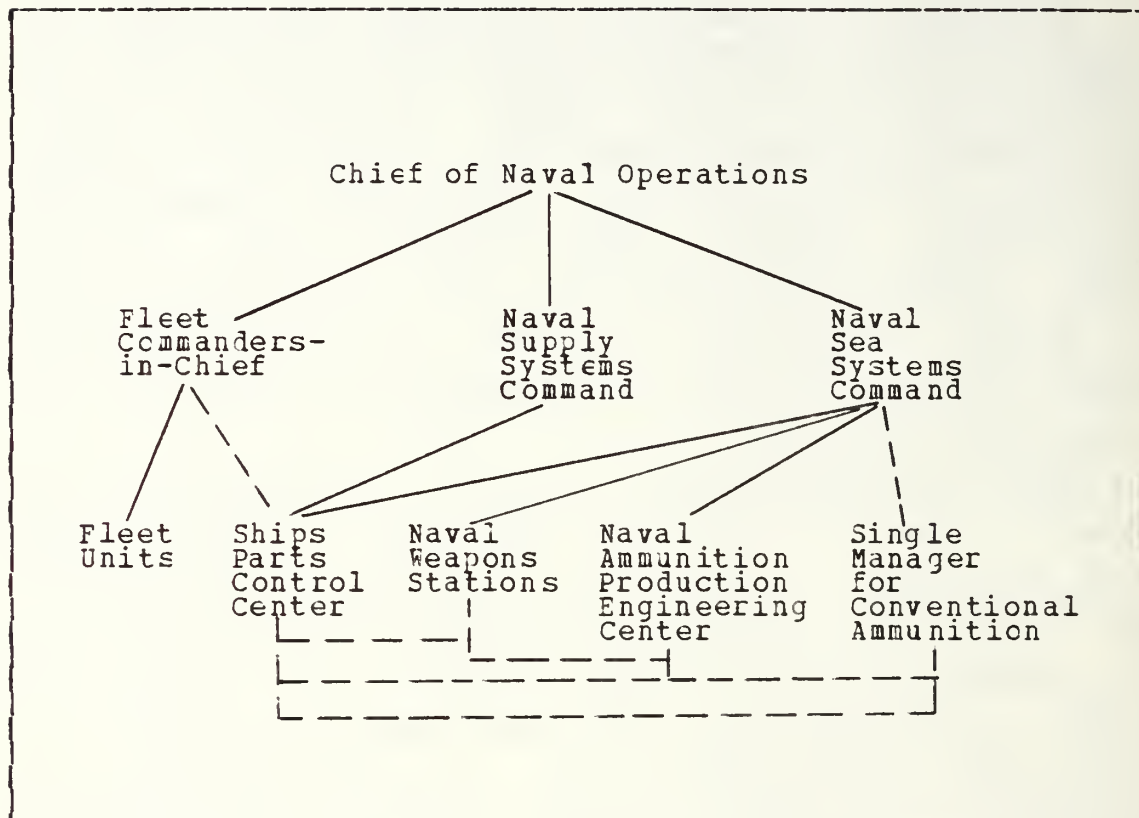 Chief of Naval Operations
Fleet
Commanders-
in-Chief
Naval
Supply
Systems
Command
Naval
Sea
Systems
Command
Fleet
Units
Ships
Parts
Control
Center
Naval
Weapons
Stations
Naval
Ammunition
Production
Engineering
Center
Single
Manager
for
Conventional
Ammunition